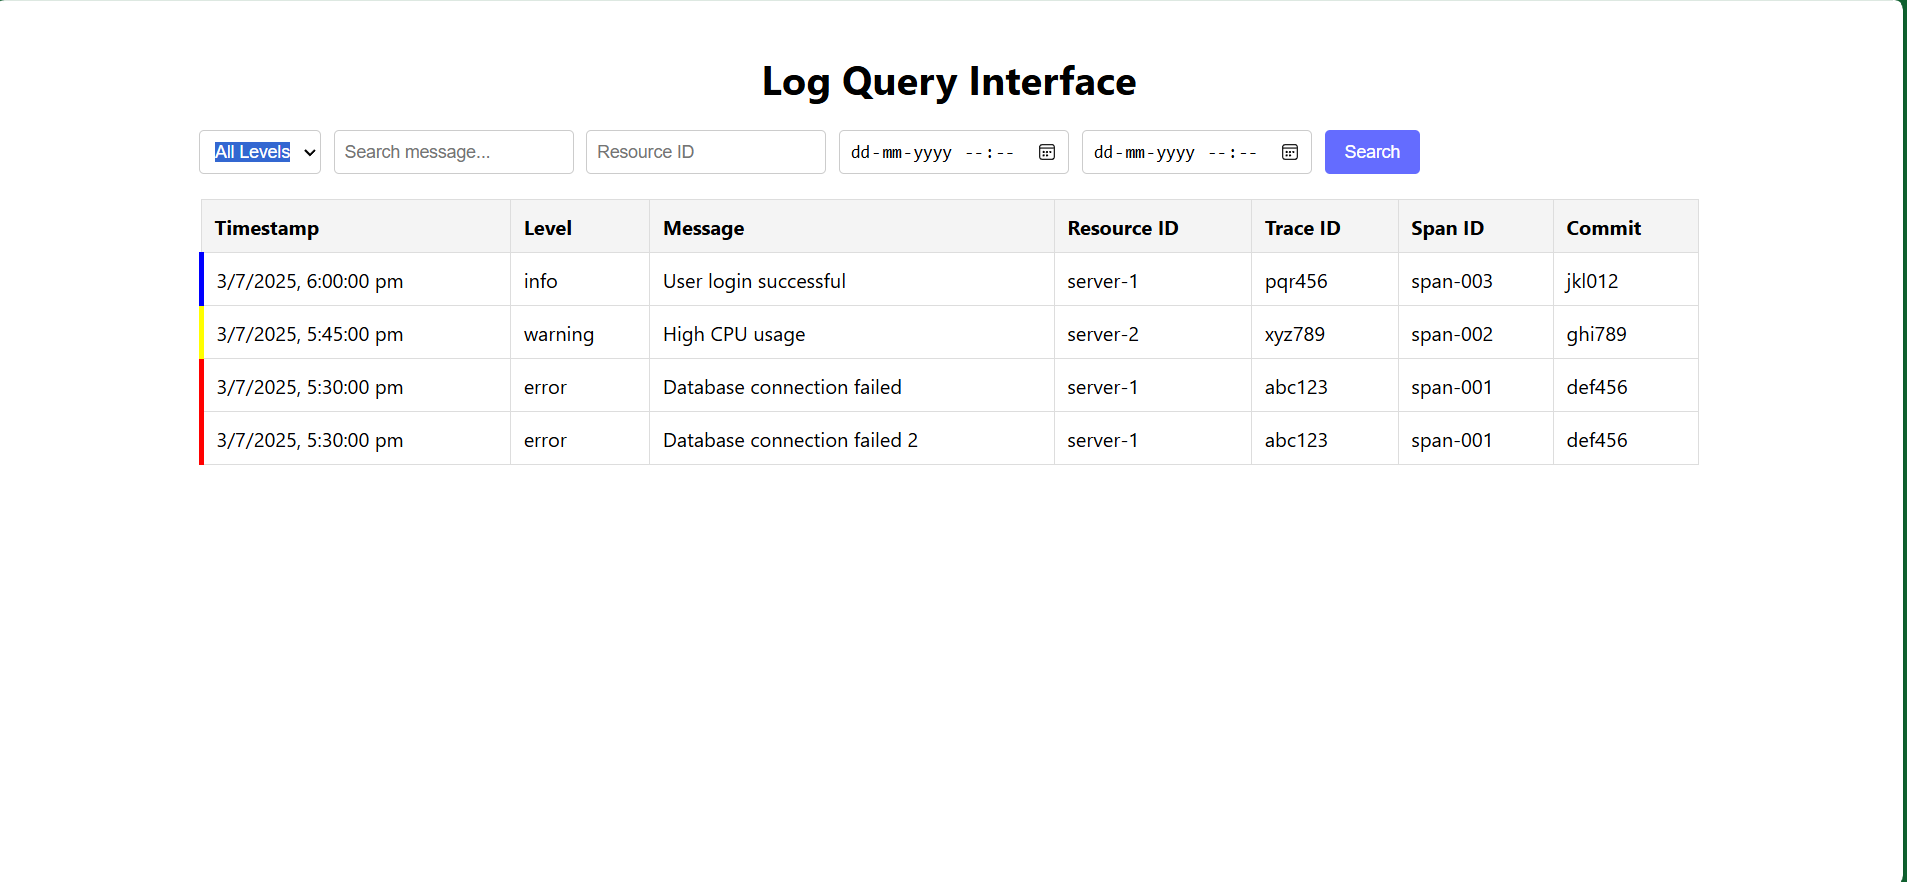 Log Query Interface
All Levels Search message... Resource ID dd-mm-yyyy --:-- dd-mm-yyyy --:-- Search
Timestamp Level Message Resource ID Trace ID Span ID Commit
3/7/2025, 6:00:00 pm info User login successful server-1 pqr456 span-003 jkl012
3/7/2025, 5:45:00 pm warning High CPU usage server-2 xyz789 span-002 ghi789
3/7/2025, 5:30:00 pm error Database connection failed server-1 abc123 span-001 def456
3/7/2025, 5:30:00 pm error Database connection failed 2 server-1 abc123 span-001 def456